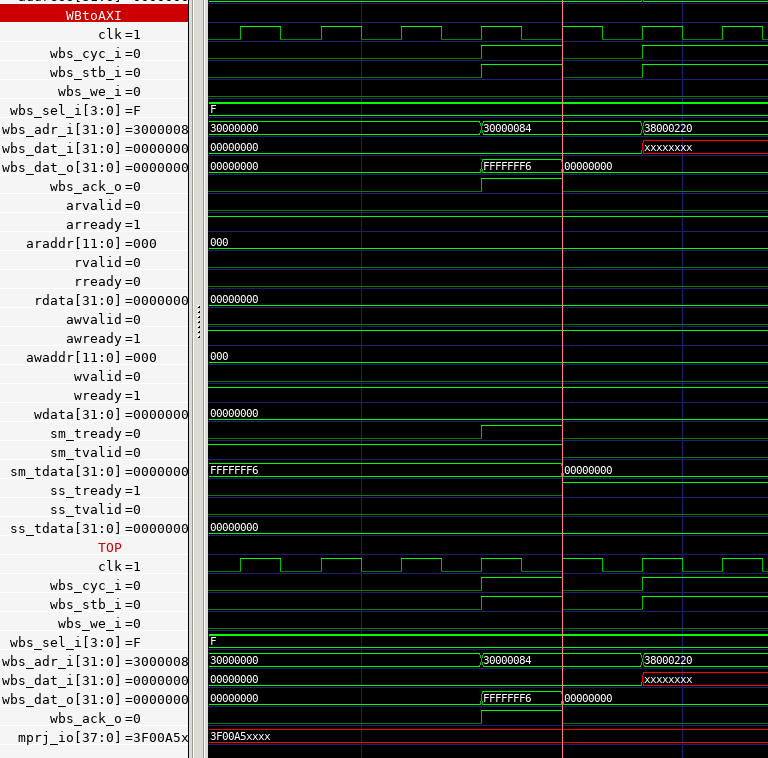 WBtoAXI
clk=1
wbs_cyc_i=0
wbs_stb_i=0
wbs_we_i=0
wbs_sel_i[3:0]=F F
wbs_adr_i[31:0]=3000008 30000000 30000084 38000220
wbs_dat_i[31:0]=0000000 00000000 xxxxxxxx
wbs_dat_o[31:0]=0000000 00000000 FFFFFFF6 00000000
wbs_ack_o=0
arvalid=0
arready=1
araddr[11:0]=000 000
rvalid=0
rready=0
rdata[31:0]=0000000 00000000
awvalid=0
awready=1
awaddr[11:0]=000 000
wvalid=0
wready=1
wdata[31:0]=0000000 00000000
sm_tready=0
sm_tvalid=0
sm_tdata[31:0]=0000000 FFFFFFF6 00000000
ss_tready=1
ss_tvalid=0
ss_tdata[31:0]=0000000 00000000
TOP
clk=1
wbs_cyc_i=0
wbs_stb_i=0
wbs_we_i=0
wbs_sel_i[3:0]=F F
wbs_adr_i[31:0]=3000008 30000000 30000084 38000220
wbs_dat_i[31:0]=0000000 00000000 xxxxxxxx
wbs_dat_o[31:0]=0000000 00000000 FFFFFFF6 00000000
wbs_ack_o=0
mprj_io[37:0]=3F00A5x 3F00A5xxxx